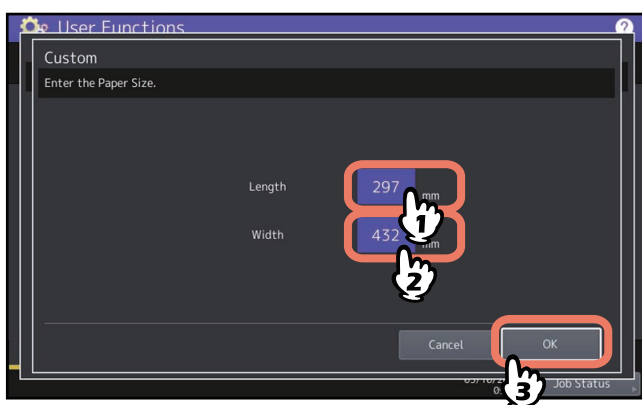 User Functions
?
Custom
Enter the Paper Size.
Length 297 mm
1
Width 432 mm
2
Cancel OK
3
Job Status